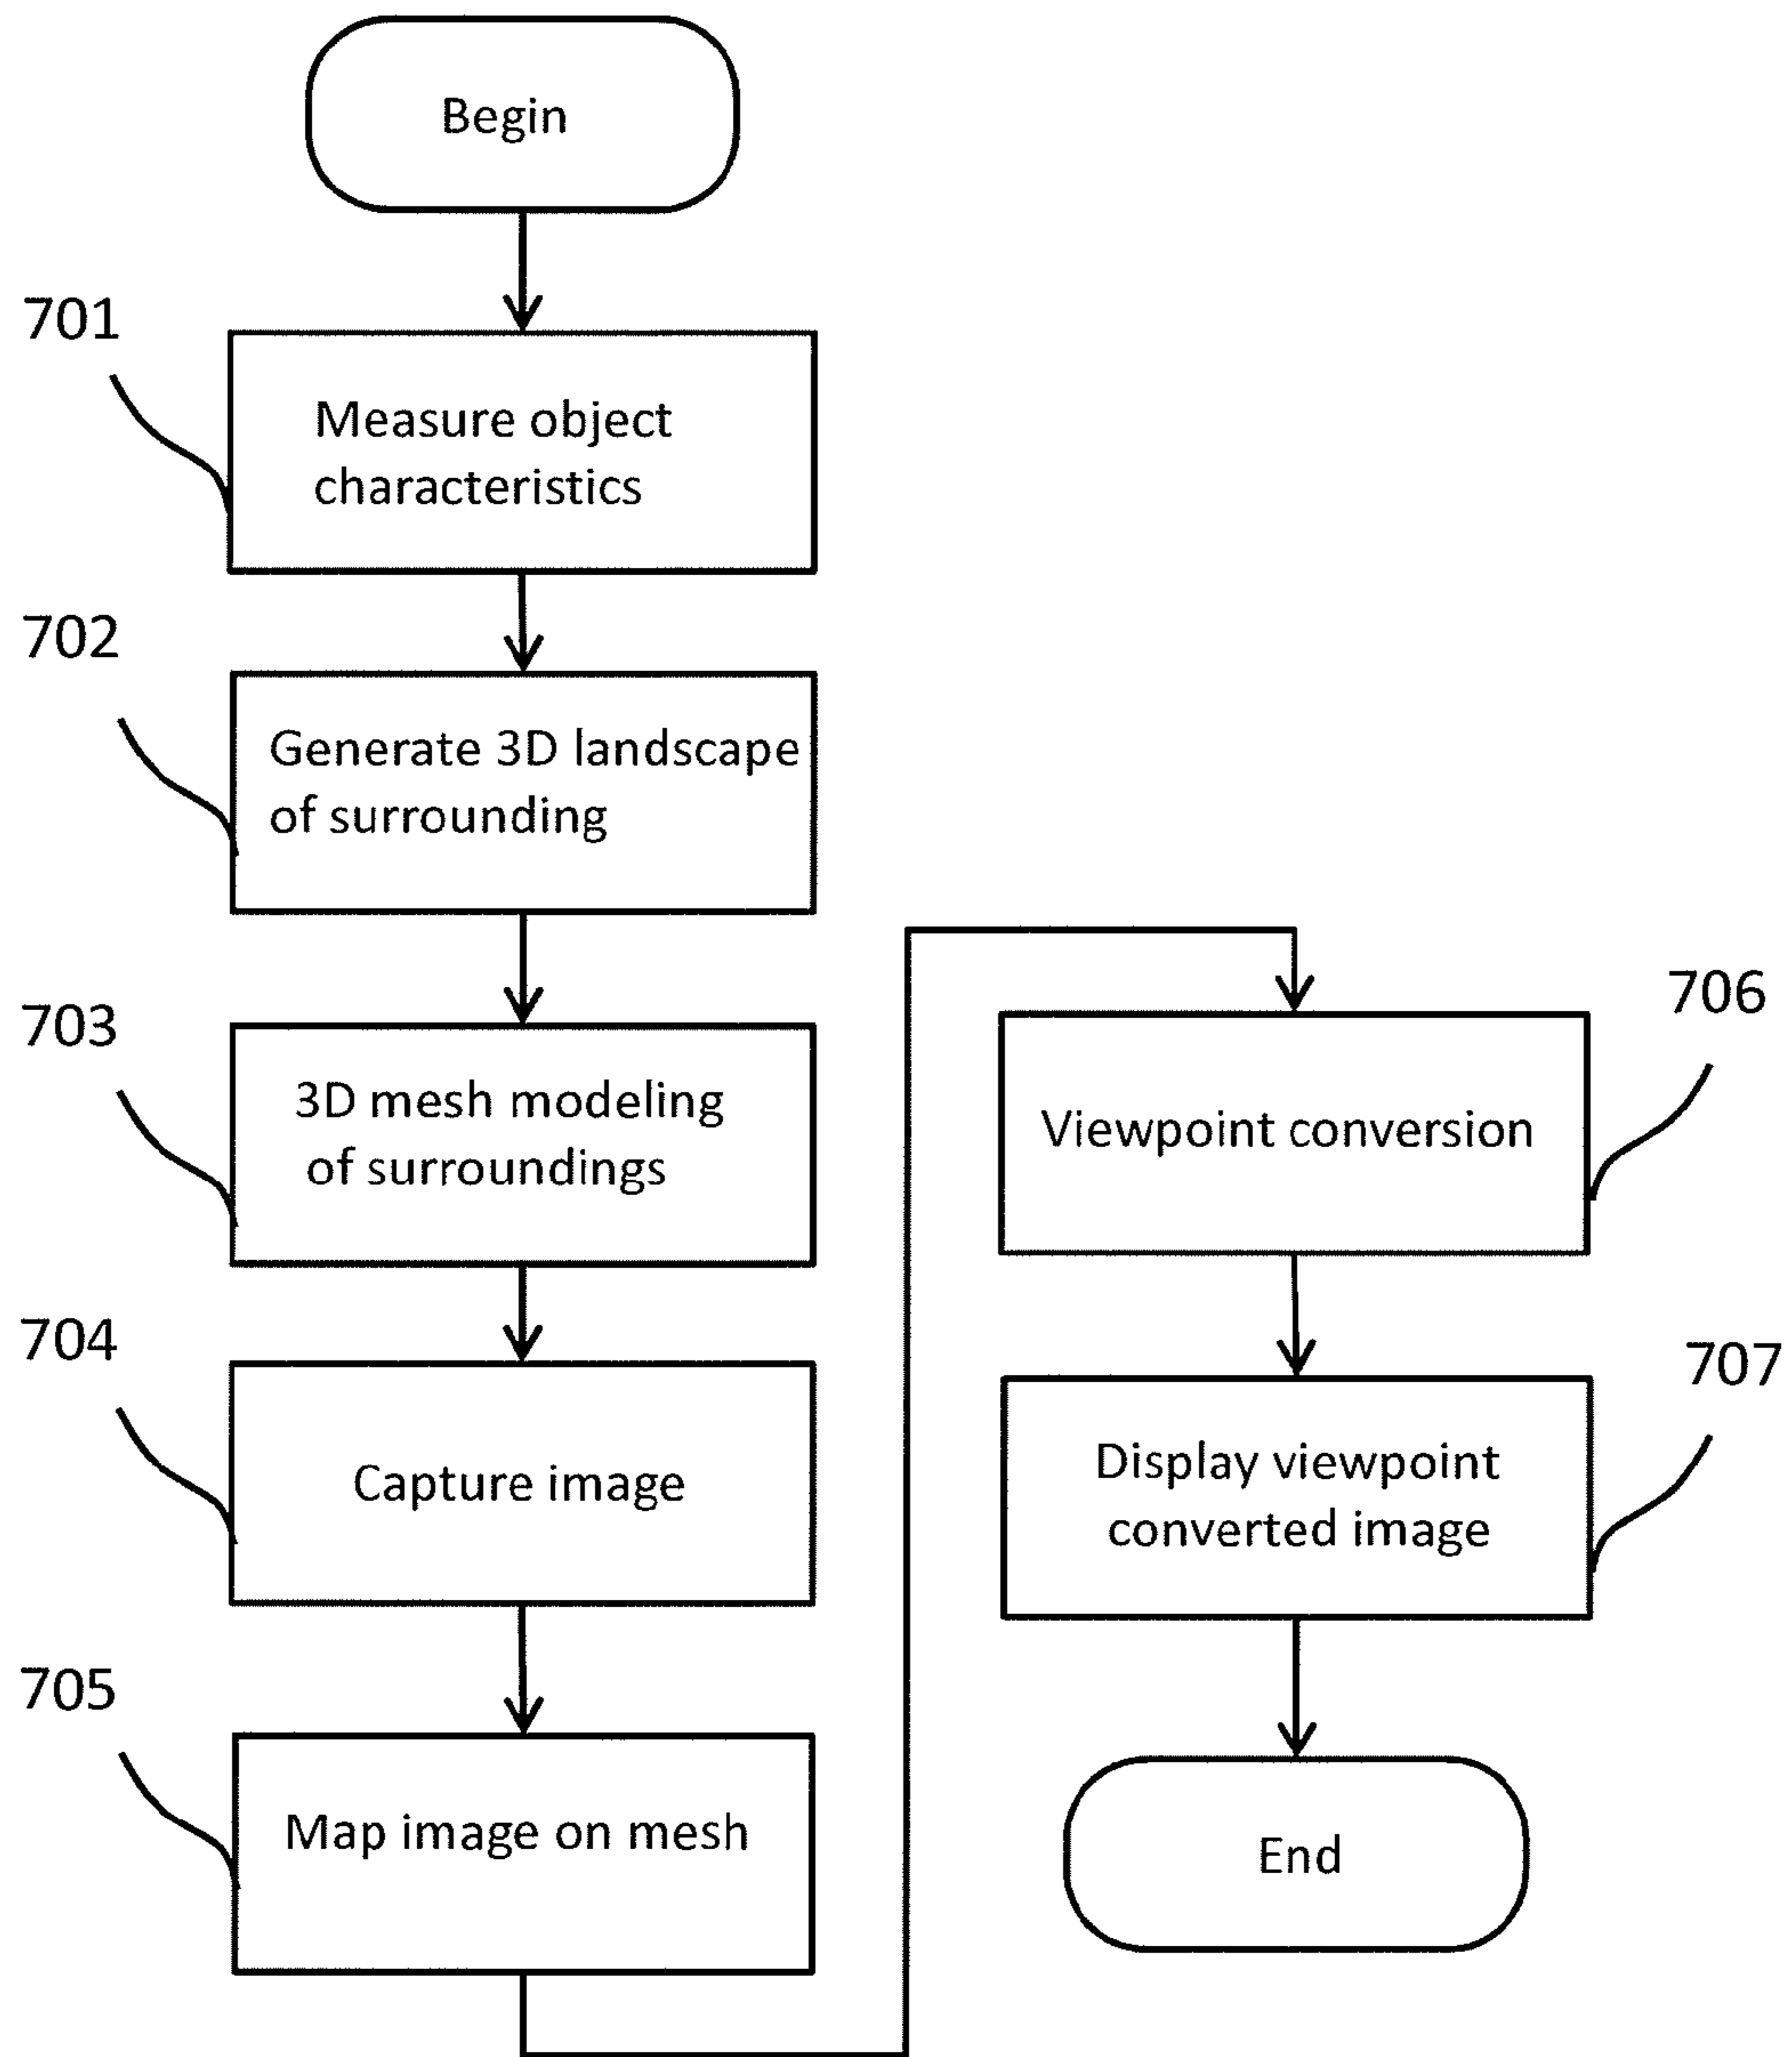 Begin
701
Measure object
characteristics
702
Generate 3D landscape
of surrounding
703
3D mesh modeling
of surroundings
704
Capture image
705
Map image on mesh
706
Viewpoint conversion
707
Display viewpoint
converted image
End